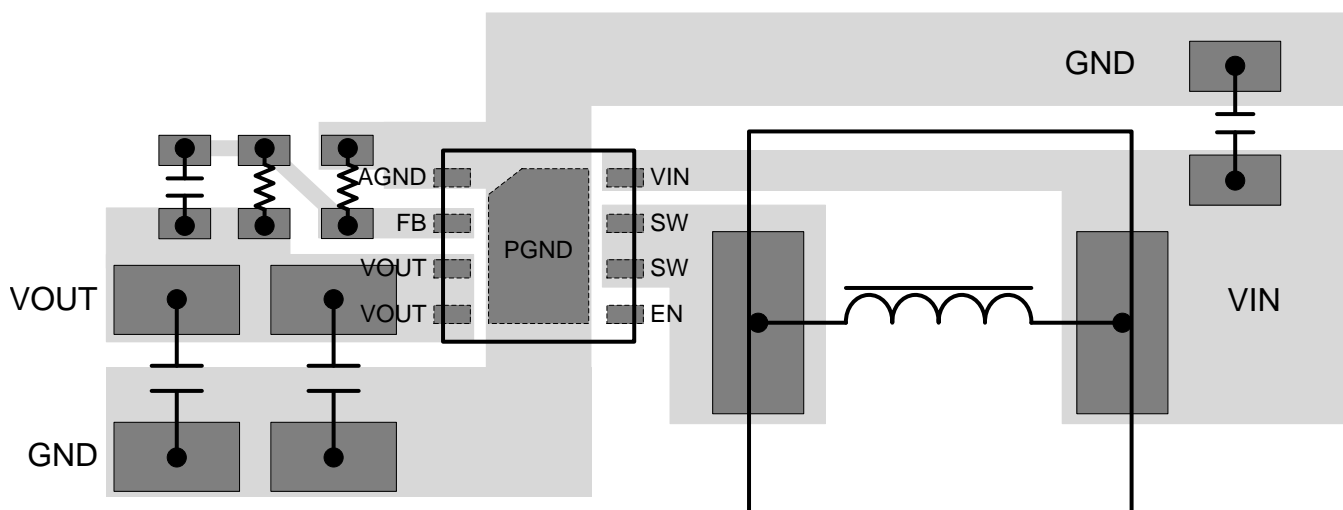 GND
AGND
VIN
FB
SW
PGND
VOUT
SW
VOUT
VIN
VOUT
EN
GND